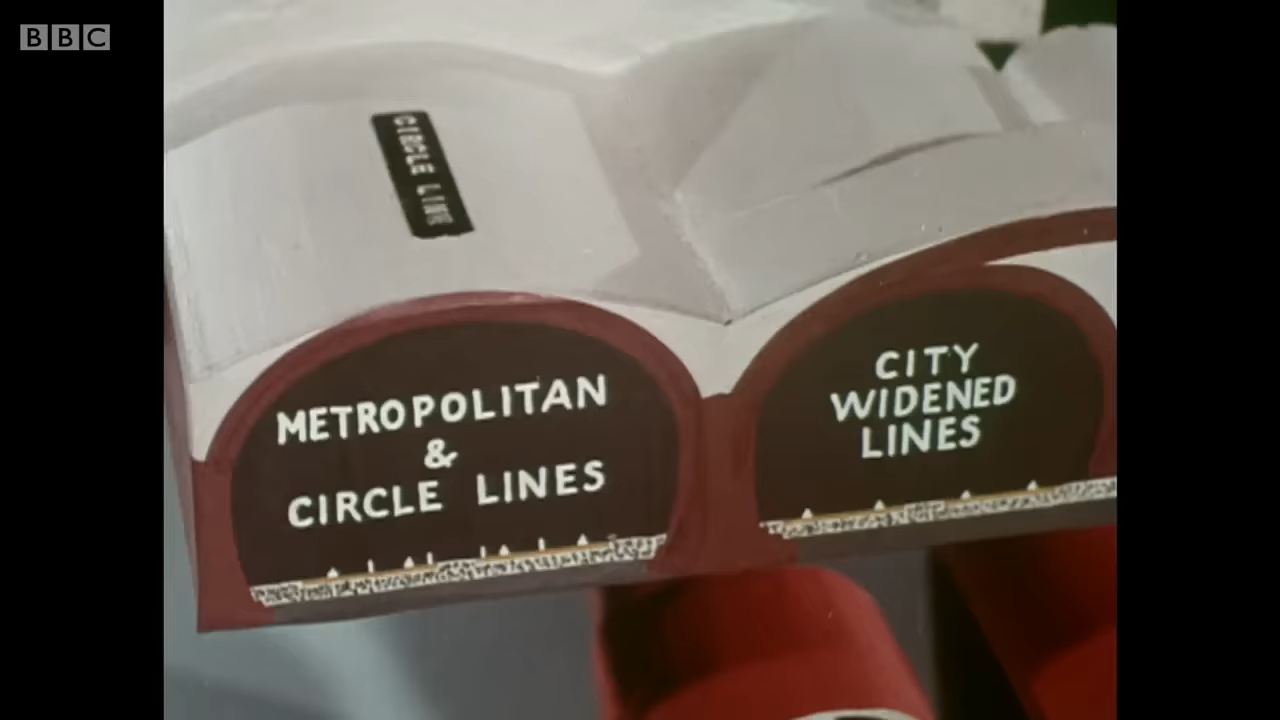 BBC
CIRCLE LINE
METROPOLITAN
&
CIRCLE LINES
CITY
WIDENED
LINES